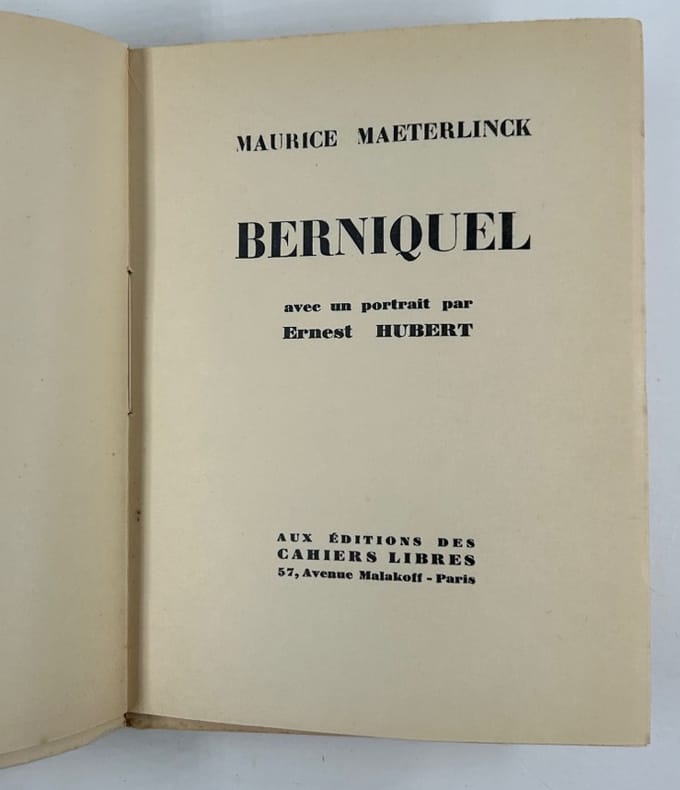 MAURICE MAETERLINCK
BERNIQUEL
avec un portrait par
Ernest HUBERT
AUX ÉDITIONS DES
CAHIERS LIBRES
57, Avenue Malakoff - Paris